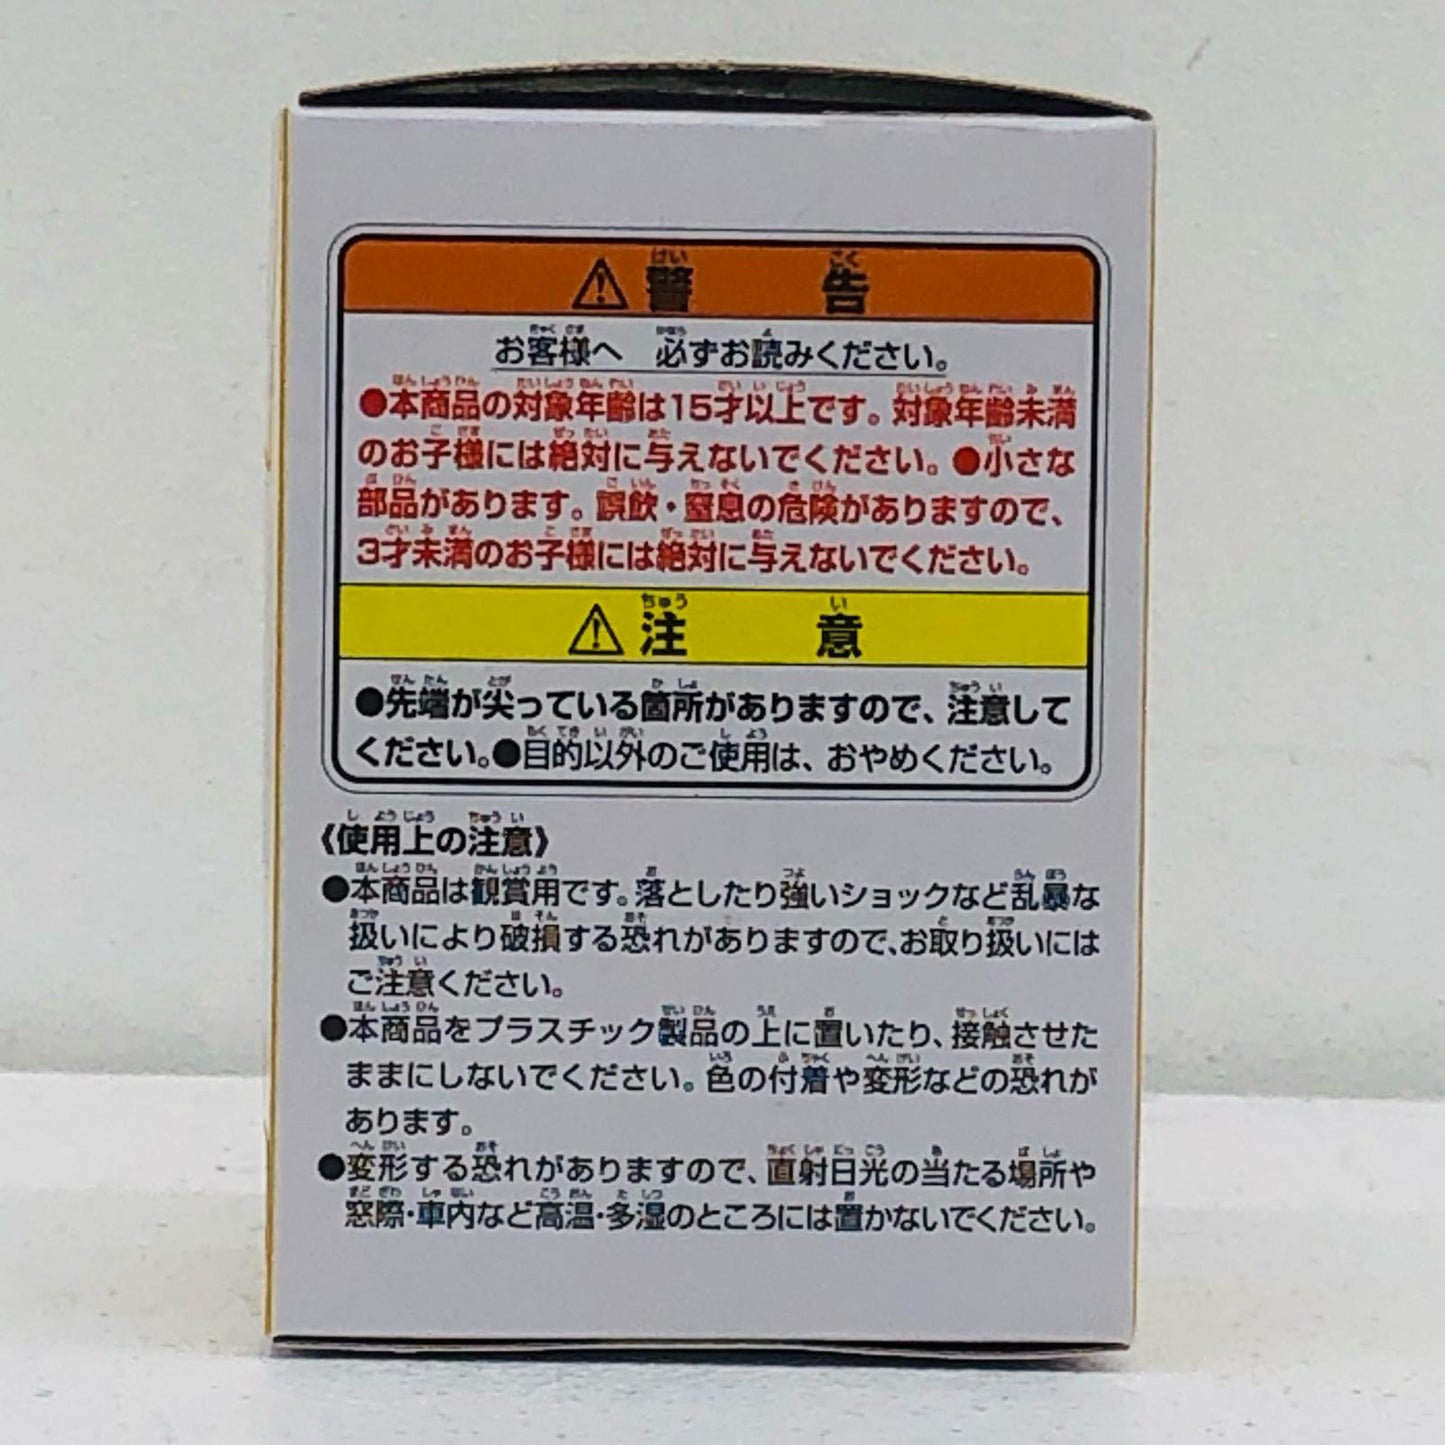 ⚠警告
お客様へ 必ずお読みください。
●本商品の対象年齢は15才以上です。対象年齢未満
のお子様には絶対に与えないでください。●小さな
部品があります。誤飲・窒息の危険がありますので、
3才未満のお子様には絶対に与えないでください。
⚠注意
●先端が尖っている箇所がありますので、注意して
ください。●目的以外のご使用は、おやめください。
《使用上の注意》
●本商品は観賞用です。落としたり強いショックなど乱暴な
扱いにより破損する恐れがありますので、お取り扱いには
ご注意ください。
●本商品をプラスチック製品の上に置いたり、接触させた
ままにしないでください。色の付着や変形などの恐れが
あります。
●変形する恐れがありますので、直射日光の当たる場所や
窓際・車内など高温・多湿のところには置かないでください。